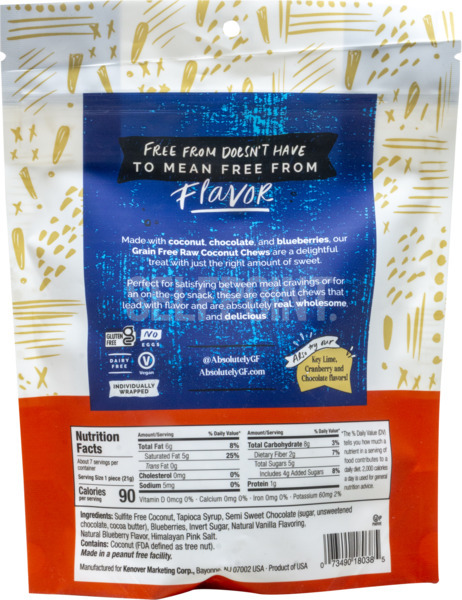 FREE FROM DOESN'T HAVE
TO MEAN FREE FROM
Flavor
Made with coconut, chocolate, and blueberries, our
Grain Free Raw Coconut Chews are a delightful
treat with just the right amount of sweet.
Perfect for satisfying between meal cravings or for
an on-the-go snack, these are coconut chews that
lead with flavor and are absolutely real, wholesome,
and delicious.
GLUTEN FREE
NO EGGS
DAIRY FREE
V Vegan
INDIVIDUALLY WRAPPED
@AbsolutelyGF
AbsolutelyGF.com
Also try our
Key Lime,
Cranberry and
Chocolate flavors!
Nutrition
Facts
About 7 servings per
container
Serving Size 1 piece (21g)
Calories
per serving 90
Amount/Serving % Daily Value*
Total Fat 6g 8%
Saturated Fat 5g 25%
Trans Fat 0g
Cholesterol 0mg 0%
Sodium 5mg 0%
Amount/Serving % Daily Value*
Total Carbohydrate 8g 3%
Dietary Fiber 2g 7%
Total Sugars 5g
Includes 4g Added Sugars 8%
Protein 1g
Vitamin D 0mcg 0% · Calcium 0mg 0% · Iron 0mg 0% · Potassium 60mg 2%
*The % Daily Value (DV)
tells you how much a
nutrient in a serving of
food contributes to a
daily diet. 2,000 calories
a day is used for general
nutrition advice.
Ingredients: Sulfite Free Coconut, Tapioca Syrup, Semi Sweet Chocolate (sugar, unsweetened
chocolate, cocoa butter), Blueberries, Invert Sugar, Natural Vanilla Flavoring,
Natural Blueberry Flavor, Himalayan Pink Salt.
Contains: Coconut (FDA defined as tree nut).
Made in a peanut free facility.
Manufactured for Kenover Marketing Corp., Bayonne, NJ 07002 USA · Product of USA
0 73490 18038 5